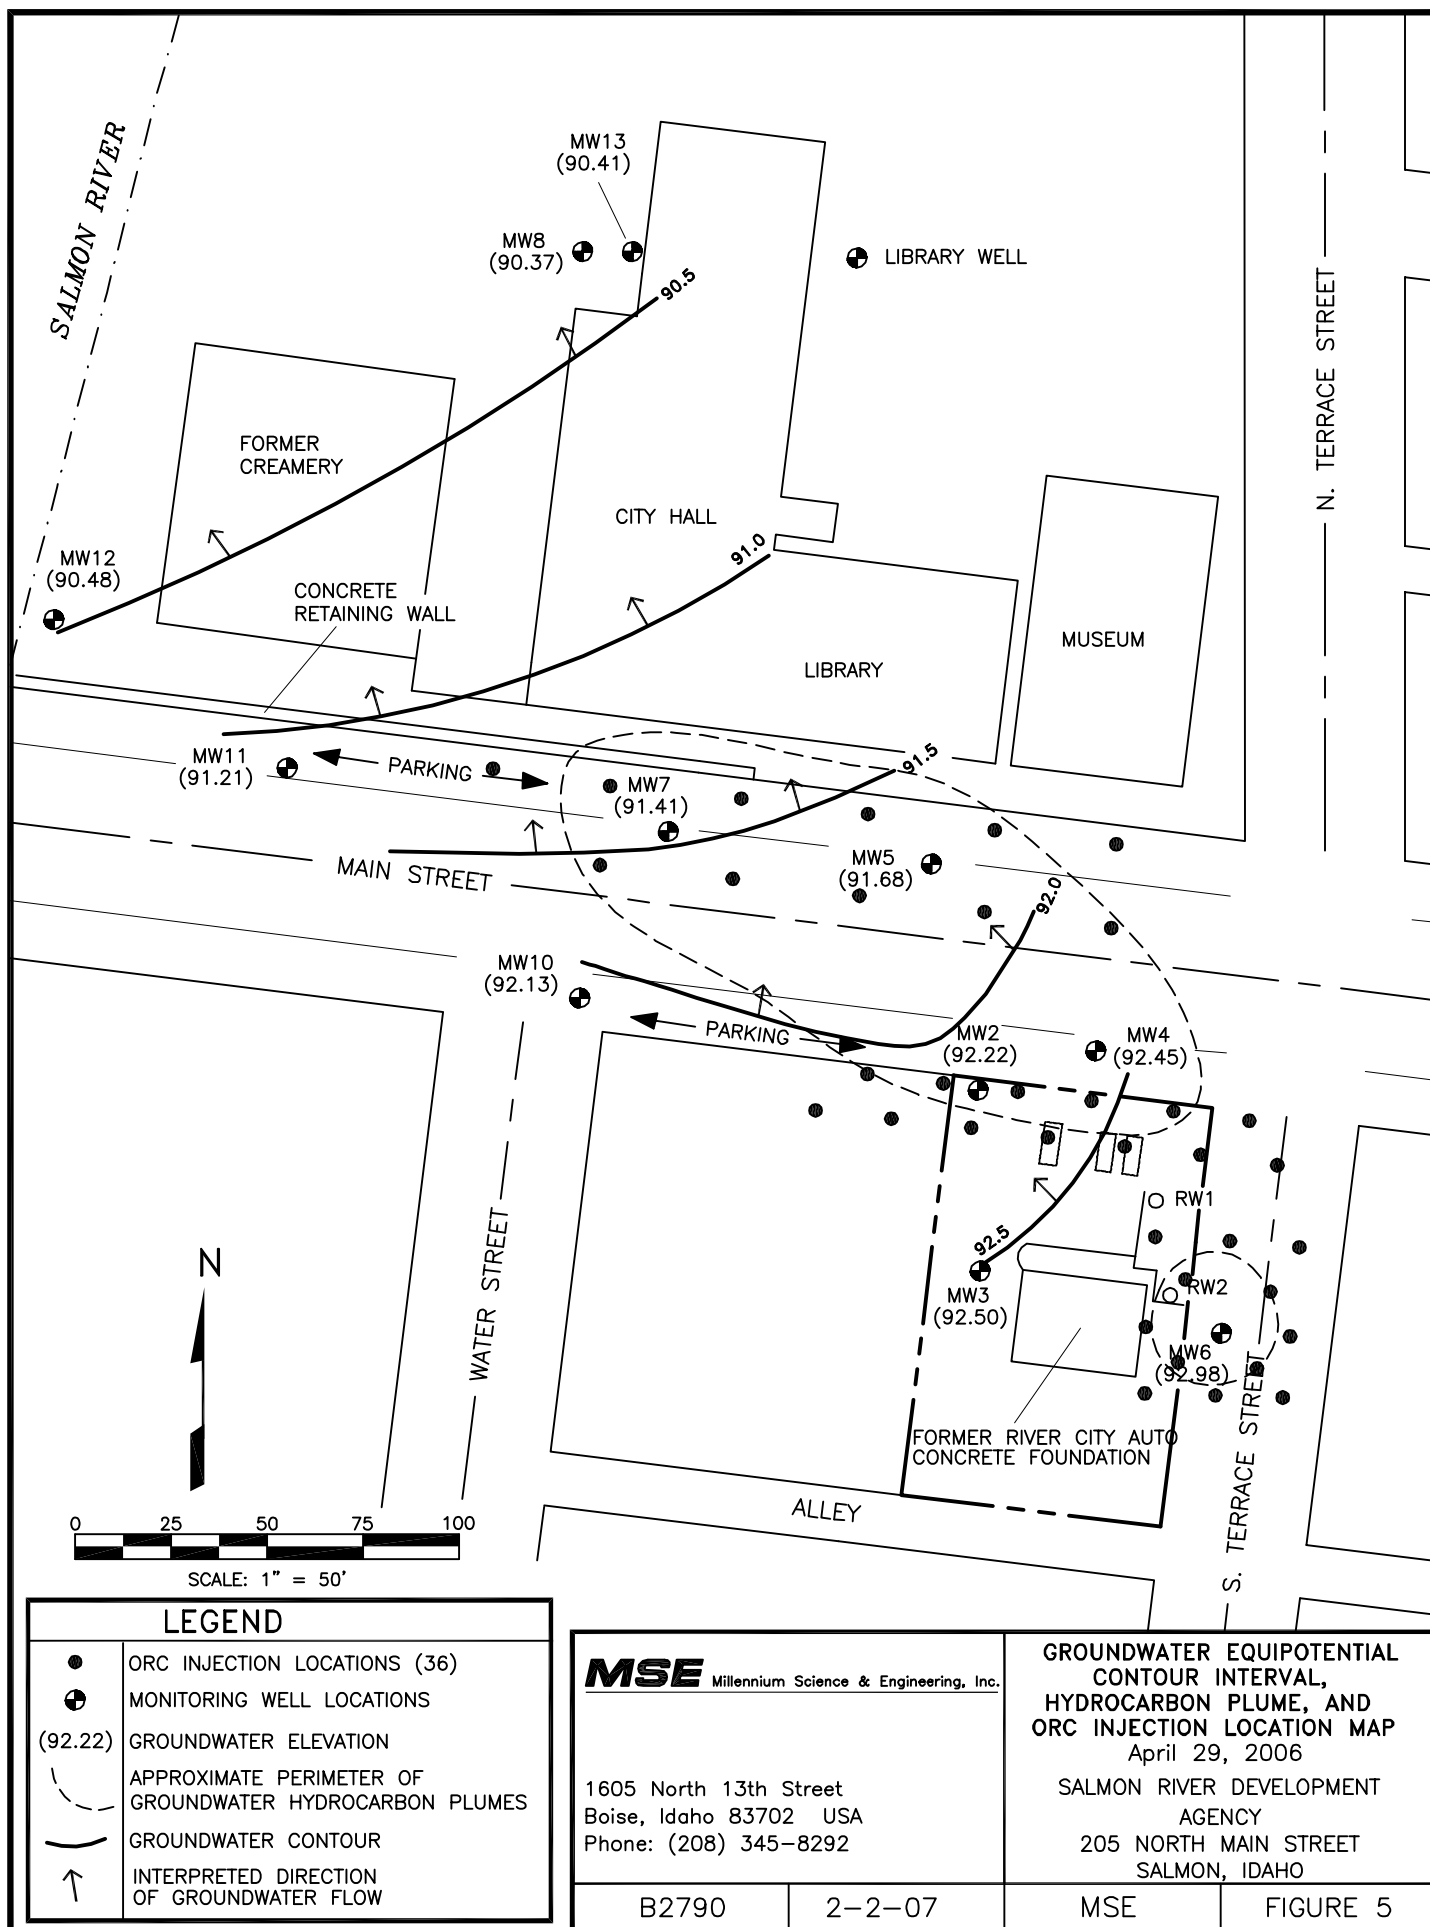 SALMON RIVER
MW13
(90.41)
MW8
(90.37)
LIBRARY WELL
90.5
N. TERRACE STREET
FORMER
CREAMERY
CITY HALL
91.0
MW12
(90.48)
CONCRETE
RETAINING WALL
MUSEUM
LIBRARY
MW11
(91.21)
PARKING
MW7
(91.41)
91.5
MAIN STREET
MW5
(91.68)
92.0
MW10
(92.13)
PARKING
MW2
(92.22)
MW4
(92.45)
RW1
WATER STREET
92.5
MW3
(92.50)
RW2
MW6
(92.98)
N
FORMER RIVER CITY AUTO
CONCRETE FOUNDATION
S. TERRACE STREET
ALLEY
0 25 50 75 100
SCALE: 1" = 50'
LEGEND
ORC INJECTION LOCATIONS (36)
MONITORING WELL LOCATIONS
(92.22) GROUNDWATER ELEVATION
APPROXIMATE PERIMETER OF
GROUNDWATER HYDROCARBON PLUMES
GROUNDWATER CONTOUR
INTERPRETED DIRECTION
OF GROUNDWATER FLOW
MSE Millennium Science & Engineering, Inc.
1605 North 13th Street
Boise, Idaho 83702 USA
Phone: (208) 345-8292
GROUNDWATER EQUIPOTENTIAL
CONTOUR INTERVAL,
HYDROCARBON PLUME, AND
ORC INJECTION LOCATION MAP
April 29, 2006
SALMON RIVER DEVELOPMENT
AGENCY
205 NORTH MAIN STREET
SALMON, IDAHO
B2790 2-2-07 MSE FIGURE 5